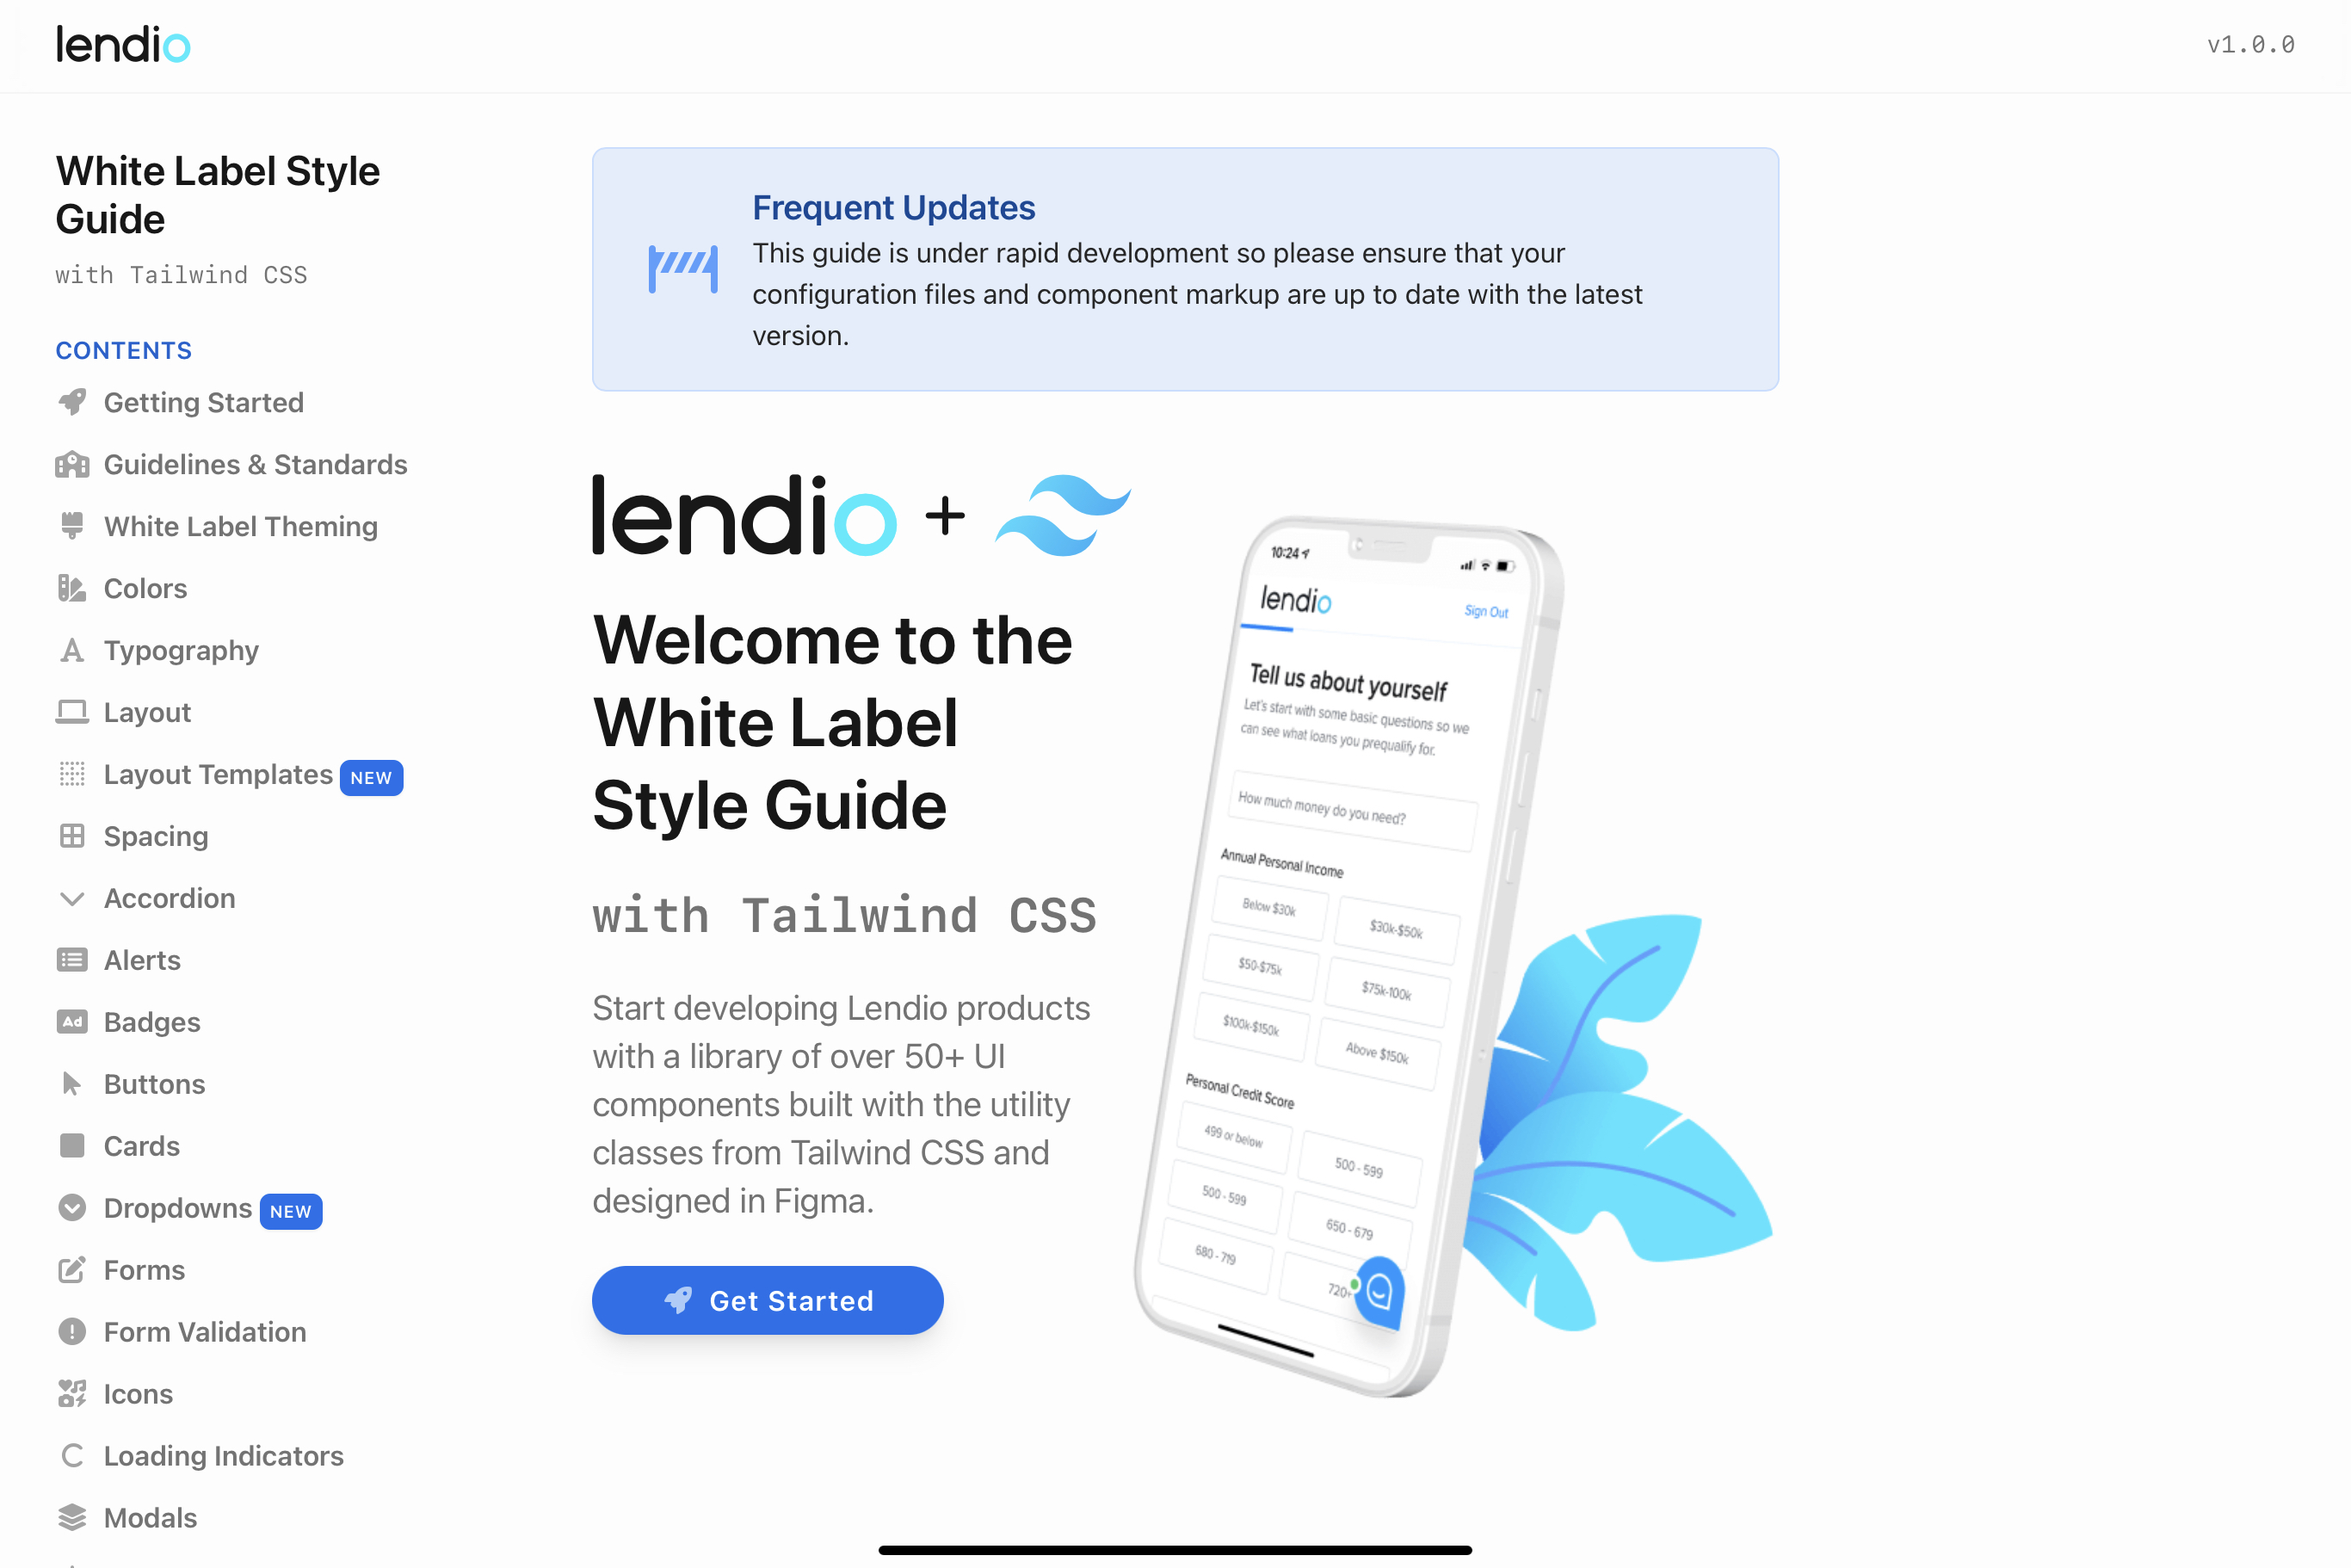 lendio
v1.0.0
White Label Style
Guide
with Tailwind CSS
CONTENTS
Getting Started
Guidelines & Standards
White Label Theming
Colors
Typography
Layout
Layout Templates NEW
Spacing
Accordion
Alerts
Ad Badges
Buttons
Cards
Dropdowns NEW
Forms
Form Validation
Icons
Loading Indicators
Modals
Frequent Updates
This guide is under rapid development so please ensure that your
configuration files and component markup are up to date with the latest
version.
lendio +
Welcome to the
White Label
Style Guide
with Tailwind CSS
Start developing Lendio products
with a library of over 50+ UI
components built with the utility
classes from Tailwind CSS and
designed in Figma.
Get Started
10:24
lendio Sign Out
Tell us about yourself
Let's start with some basic questions so we
can see what loans you prequalify for.
How much money do you need?
Annual Personal Income
Below $30k $30k-$50k
$50-$75k $75k-100k
$100k-$150k Above $150k
Personal Credit Score
499 or below 500 - 599
500 - 599 650 - 679
680 - 719 720+